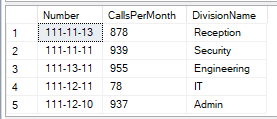 Number CallsPerMonth DivisionName
1 111-11-13 878 Reception
2 111-11-11 939 Security
3 111-13-11 955 Engineering
4 111-12-11 78 IT
5 111-12-10 937 Admin